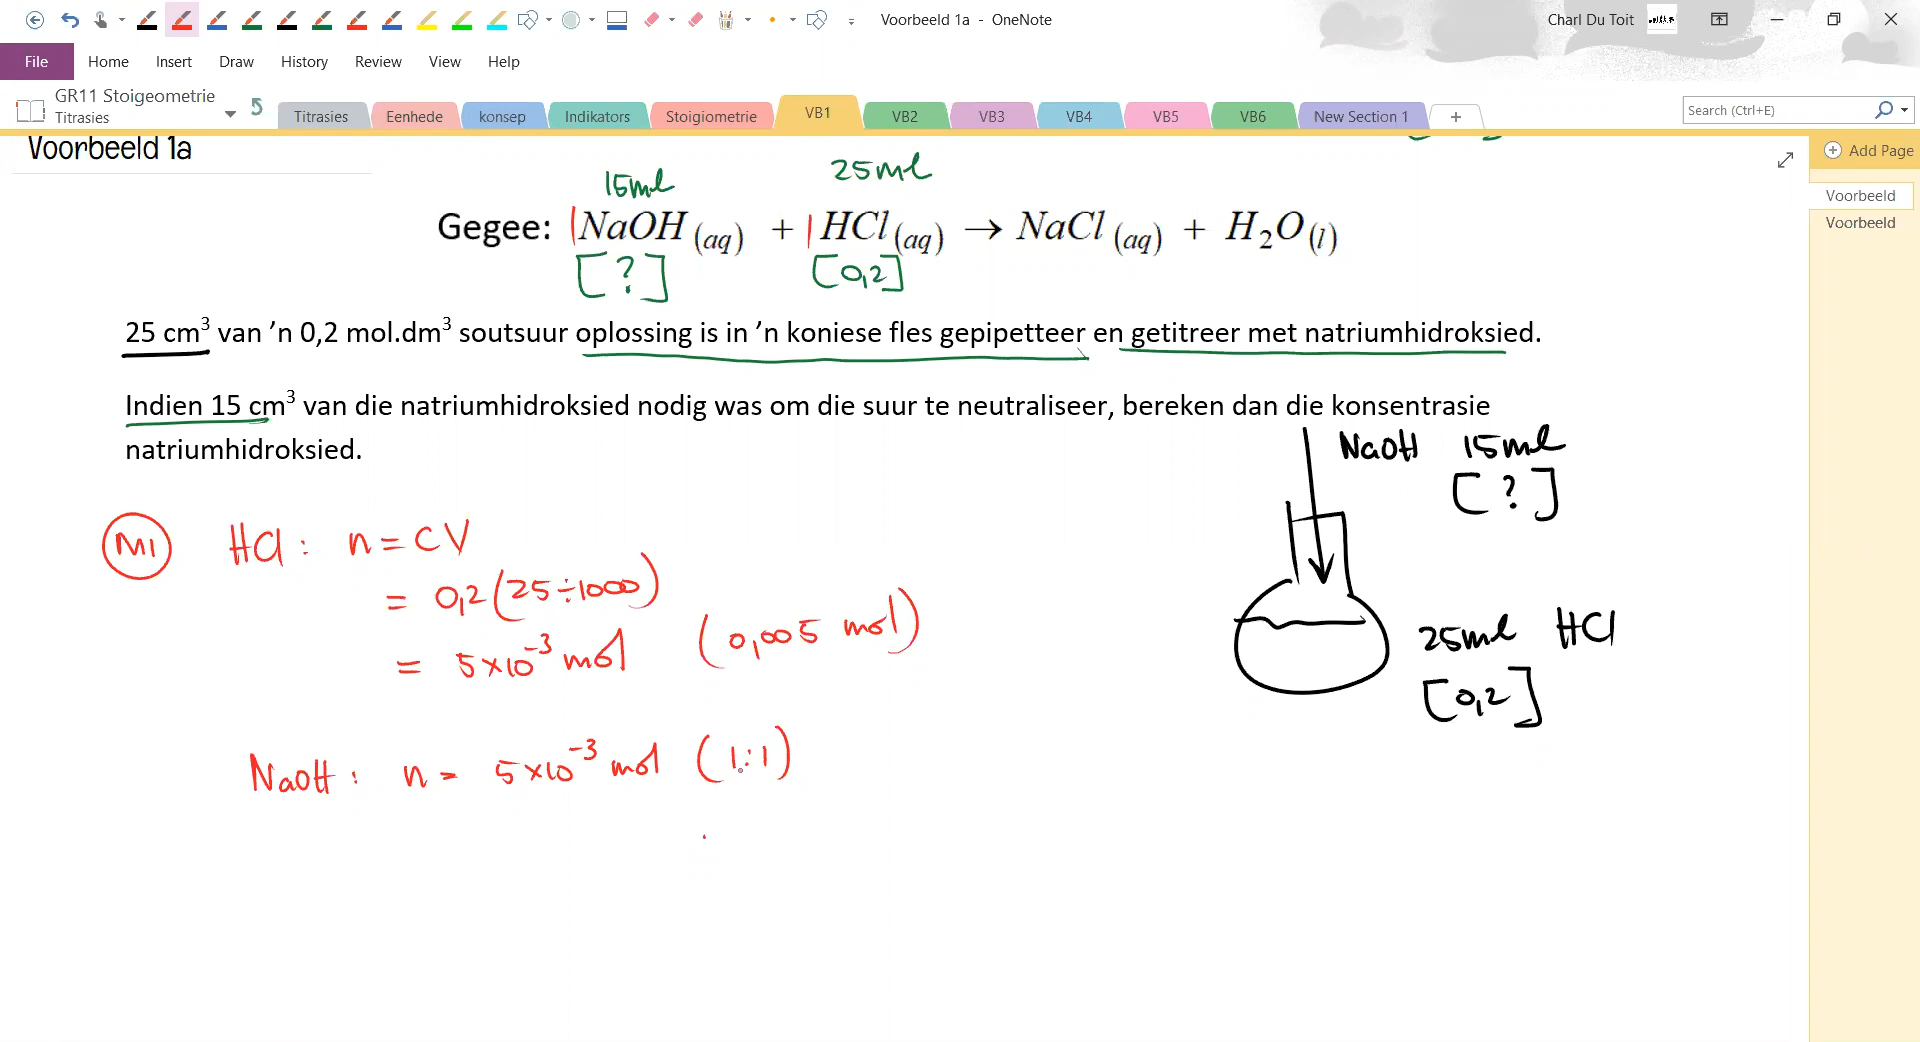 Voorbeeld 1a - OneNote
Charl Du Toit
File Home Insert Draw History Review View Help
GR11 Stoigeometrie
Titrasies
Titrasies Eenhede konsep Indikators Stoigiometrie VB1 VB2 VB3 VB4 VB5 VB6 New Section 1 +
Search (Ctrl+E)
Add Page
Voorbeeld
Voorbeeld
Voorbeeld 1a
15ml 25ml
Gegee: 1NaOH(aq) + 1HCl(aq) → NaCl(aq) + H₂O(l)
[?] [0,2]
25 cm³ van ’n 0,2 mol.dm³ soutsuur oplossing is in ’n koniese fles gepipetteer en getitreer met natriumhidroksied.
Indien 15 cm³ van die natriumhidroksied nodig was om die suur te neutraliseer, bereken dan die konsentrasie
natriumhidroksied.
NaOH 15ml
[?]
25ml HCl
[0,2]
M1 HCl: n = CV
= 0,2(25÷1000)
= 5×10⁻³ mol (0,005 mol)
NaOH: n = 5×10⁻³ mol (1:1)